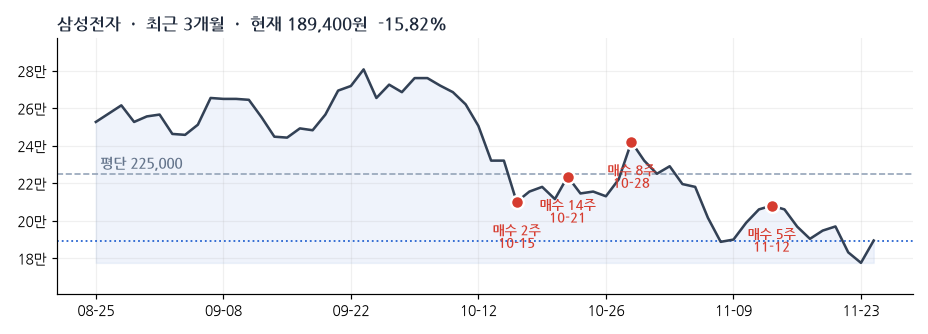 삼성전자 · 최근 3개월 · 현재 189,400원 -15.82%
28만
26만
24만
22만
20만
18만
평단 225,000
매수 2주
10-15
매수 14주
10-21
매수 8주
10-28
매수 5주
11-12
08-25
09-08
09-22
10-12
10-26
11-09
11-23